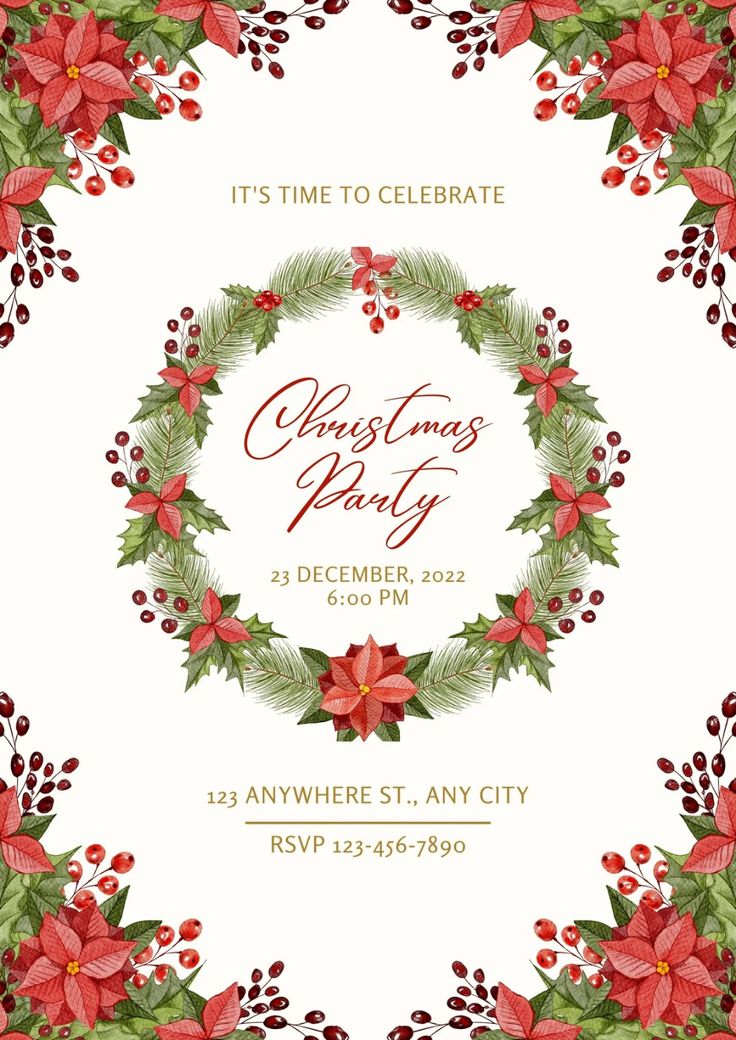 IT'S TIME TO CELEBRATE
Christmas
Party
23 DECEMBER, 2022
6:00 PM
123 ANYWHERE ST., ANY CITY
RSVP 123-456-7890